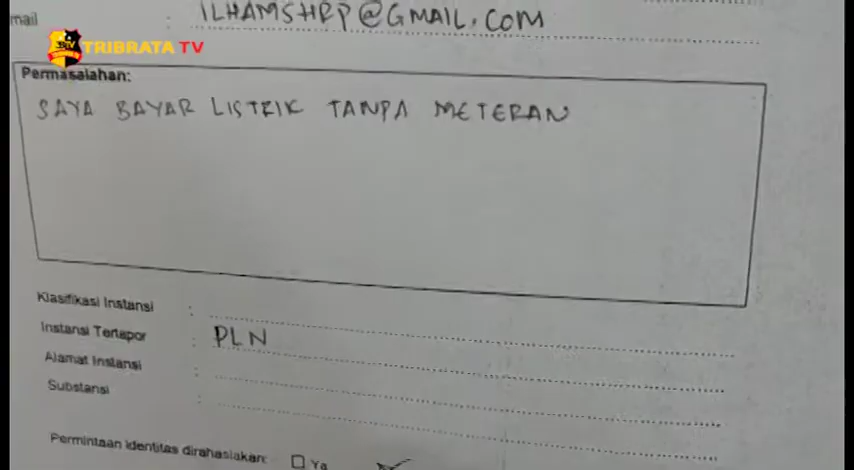 mail : ILHAMSHRP@GMAIL.COM
TRIBRATA TV
Permasalahan:
SAYA BAYAR LISTRIK TANPA METERAN
Klasifikasi Instansi :
Instansi Terlapor : PLN
Alamat Instansi :
Substansi :
Permintaan identitas dirahasiakan: Ya